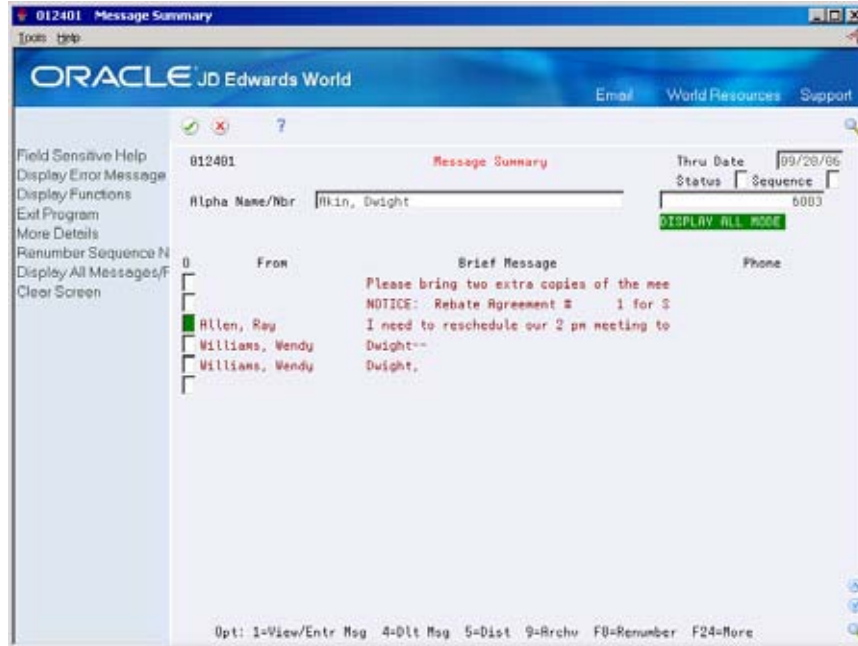 012401 Message Summary
Tools Help
ORACLE JD Edwards World
Email World Resources Support
?
Field Sensitive Help
Display Error Message
Display Functions
Exit Program
More Details
Renumber Sequence N
Display All Messages/F
Clear Screen
012401 Message Summary Thru Date 09/28/06
Status Sequence
Alpha Name/Nbr Akin, Dwight 6003
DISPLAY ALL MODE
O From Brief Message Phone
Please bring two extra copies of the mee
NOTICE: Rebate Agreement # 1 for S
Allen, Ray I need to reschedule our 2 pm meeting to
Williams, Wendy Dwight--
Williams, Wendy Dwight,
Opt: 1=View/Entr Msg 4=Dlt Msg 5=Dist 9=Archv F8=Renumber F24=More